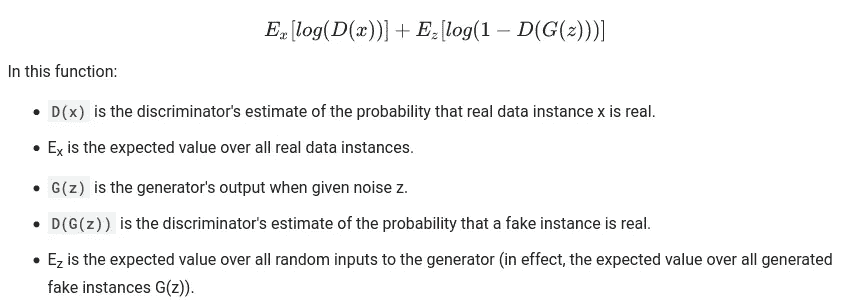 E_x[log(D(x))] + E_z[log(1 − D(G(z)))]
In this function:
• D(x) is the discriminator's estimate of the probability that real data instance x is real.
• E_x is the expected value over all real data instances.
• G(z) is the generator's output when given noise z.
• D(G(z)) is the discriminator's estimate of the probability that a fake instance is real.
• E_z is the expected value over all random inputs to the generator (in effect, the expected value over all generated
fake instances G(z)).